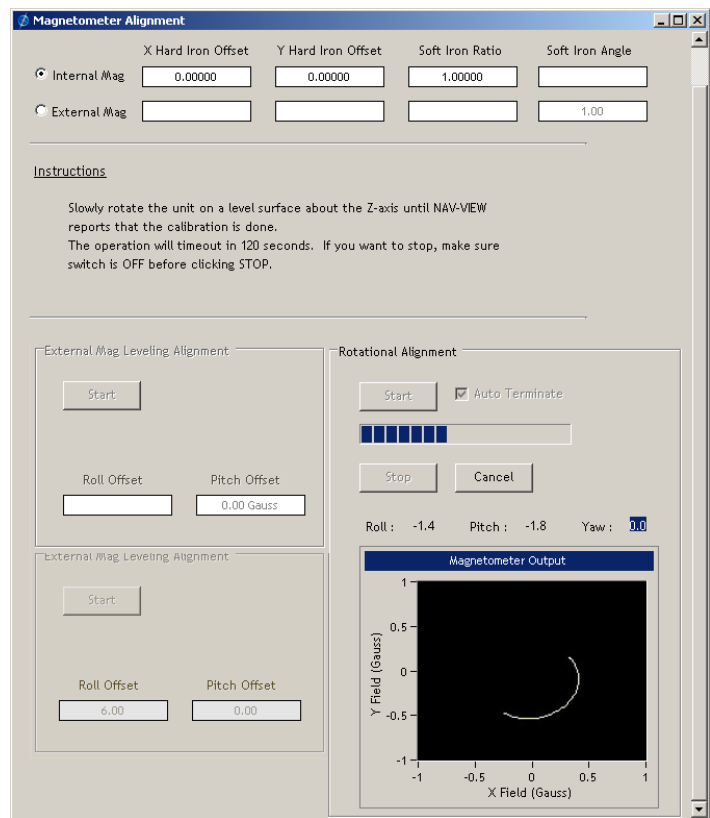 Magnetometer Alignment
X Hard Iron Offset Y Hard Iron Offset Soft Iron Ratio Soft Iron Angle
Internal Mag 0.00000 0.00000 1.00000
External Mag 1.00
Instructions
Slowly rotate the unit on a level surface about the Z-axis until NAV-VIEW
reports that the calibration is done.
The operation will timeout in 120 seconds. If you want to stop, make sure
switch is OFF before clicking STOP.
External Mag Leveling Alignment
Start
Roll Offset Pitch Offset
0.00 Gauss
External Mag Leveling Alignment
Start
Roll Offset Pitch Offset
6.00 0.00
Rotational Alignment
Start Auto Terminate
Stop Cancel
Roll : -1.4 Pitch : -1.8 Yaw : 0.0
Magnetometer Output
1
0.5
0
-0.5
-1
Y Field (Gauss)
-1 -0.5 0 0.5 1
X Field (Gauss)